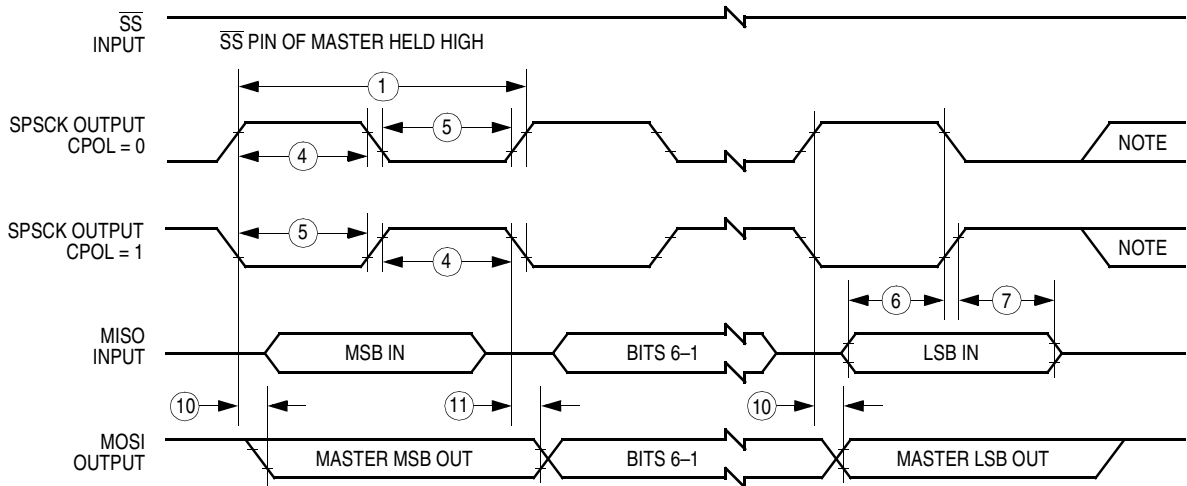 SS
INPUT
SS PIN OF MASTER HELD HIGH
1
SPSCK OUTPUT
CPOL = 0
5
4
NOTE
SPSCK OUTPUT
CPOL = 1
5
4
NOTE
6
7
MISO
INPUT
MSB IN
BITS 6–1
LSB IN
10
11
10
MOSI
OUTPUT
MASTER MSB OUT
BITS 6–1
MASTER LSB OUT